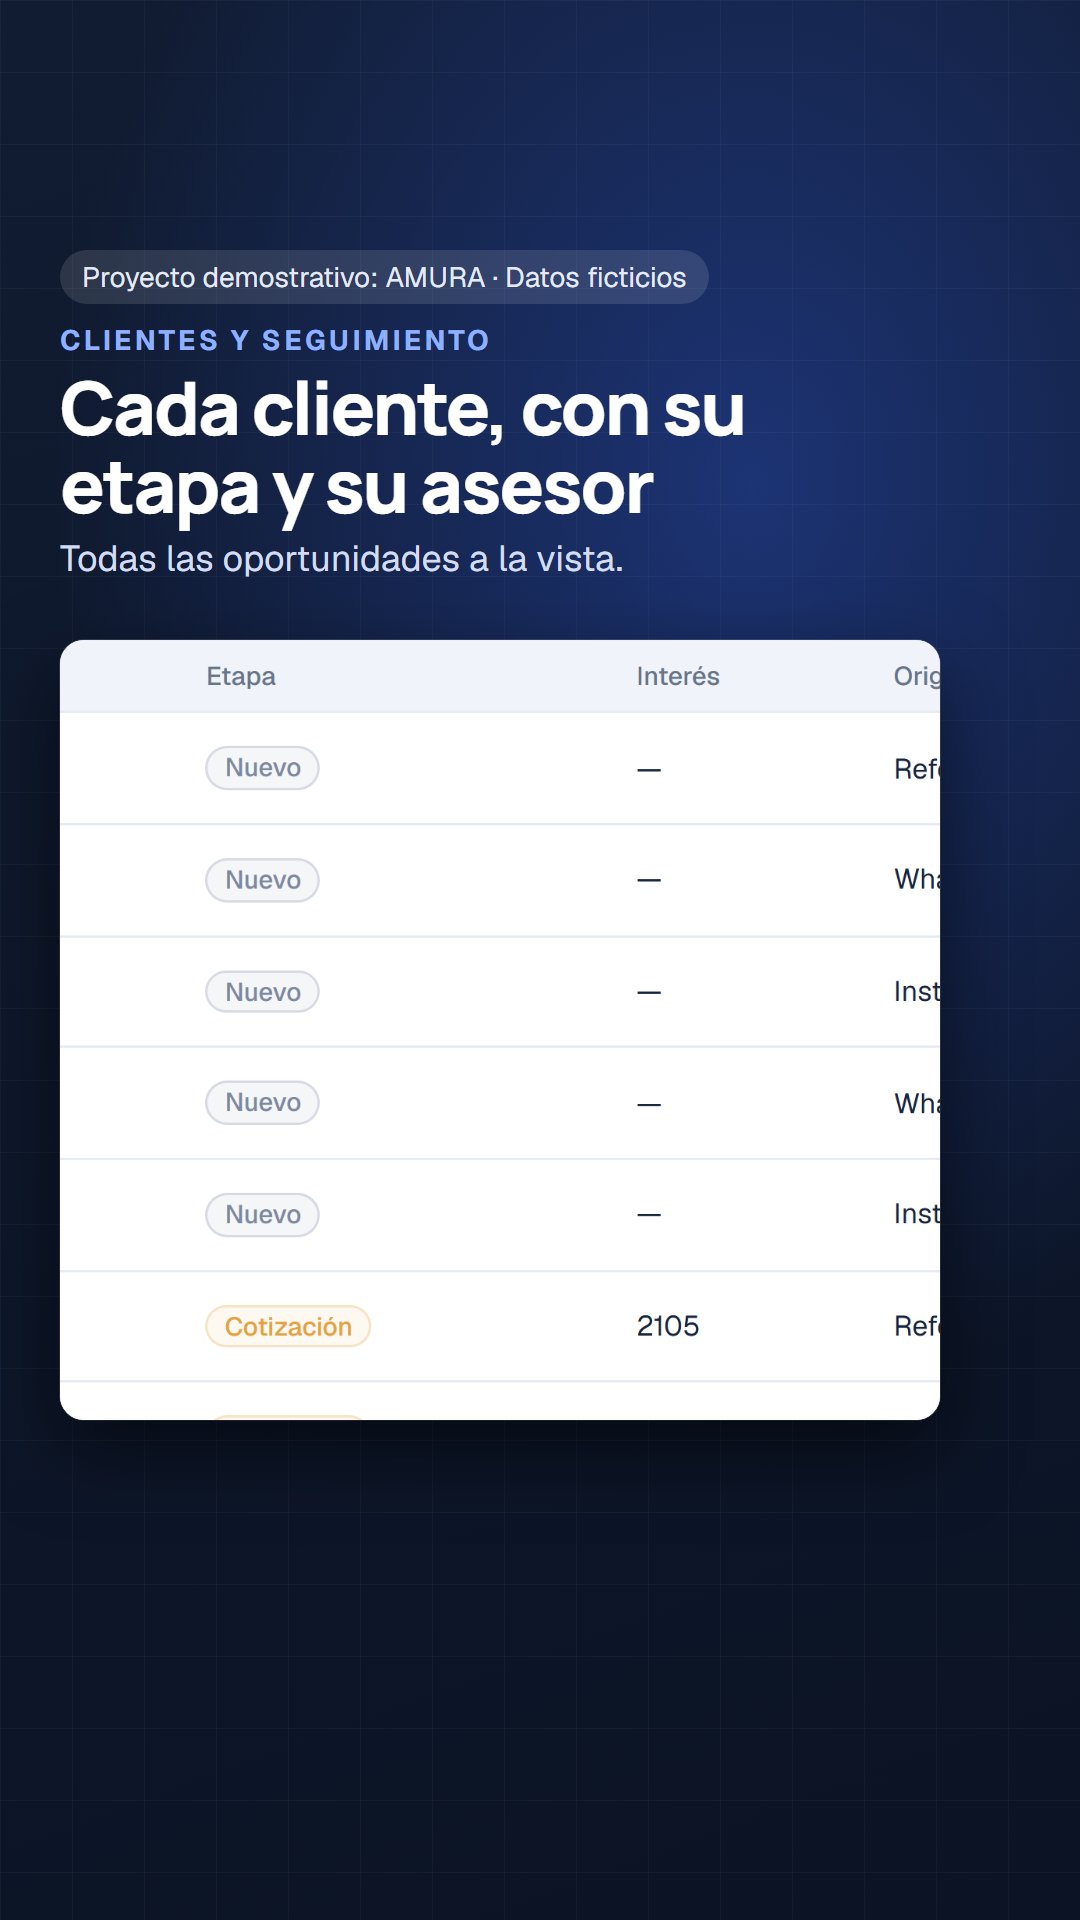 Proyecto demostrativo: AMURA · Datos ficticios
CLIENTES Y SEGUIMIENTO
Cada cliente, con su
etapa y su asesor
Todas las oportunidades a la vista.
Etapa Interés
Nuevo —
Nuevo —
Nuevo —
Nuevo —
Nuevo —
Cotización 2105